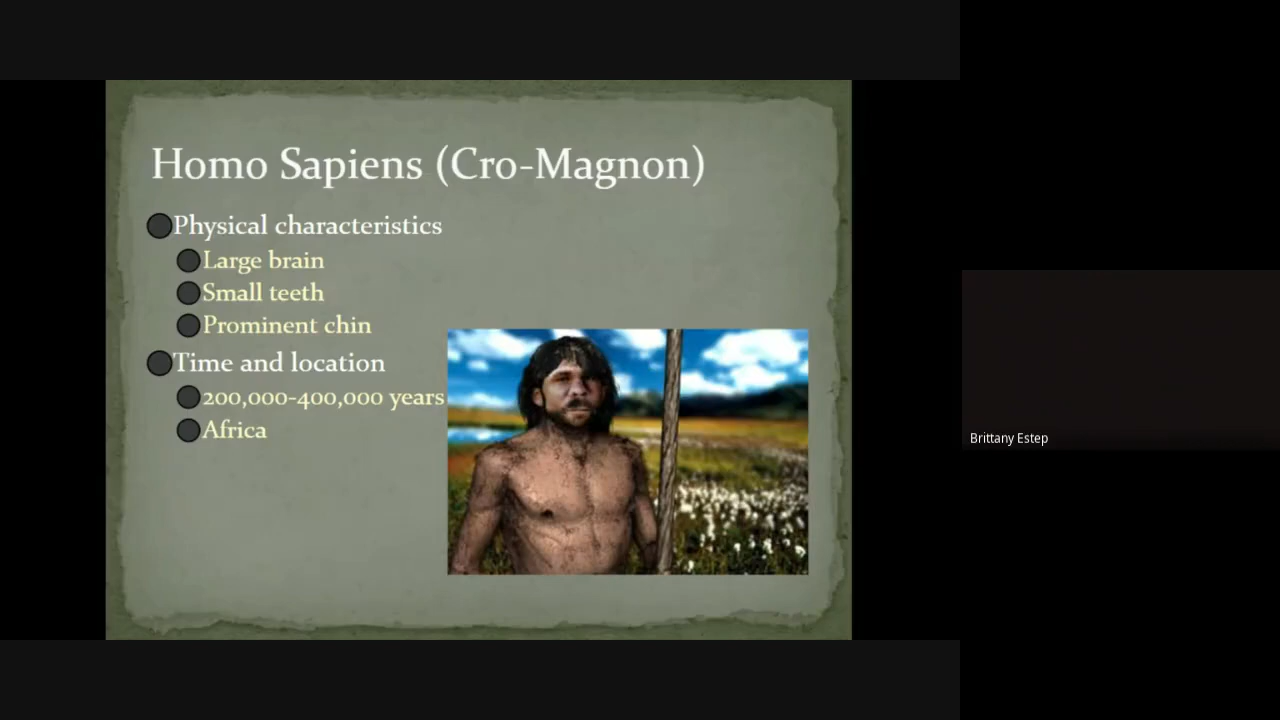 Homo Sapiens (Cro-Magnon)
Physical characteristics
Large brain
Small teeth
Prominent chin
Time and location
200,000-400,000 years
Africa
Brittany Estep